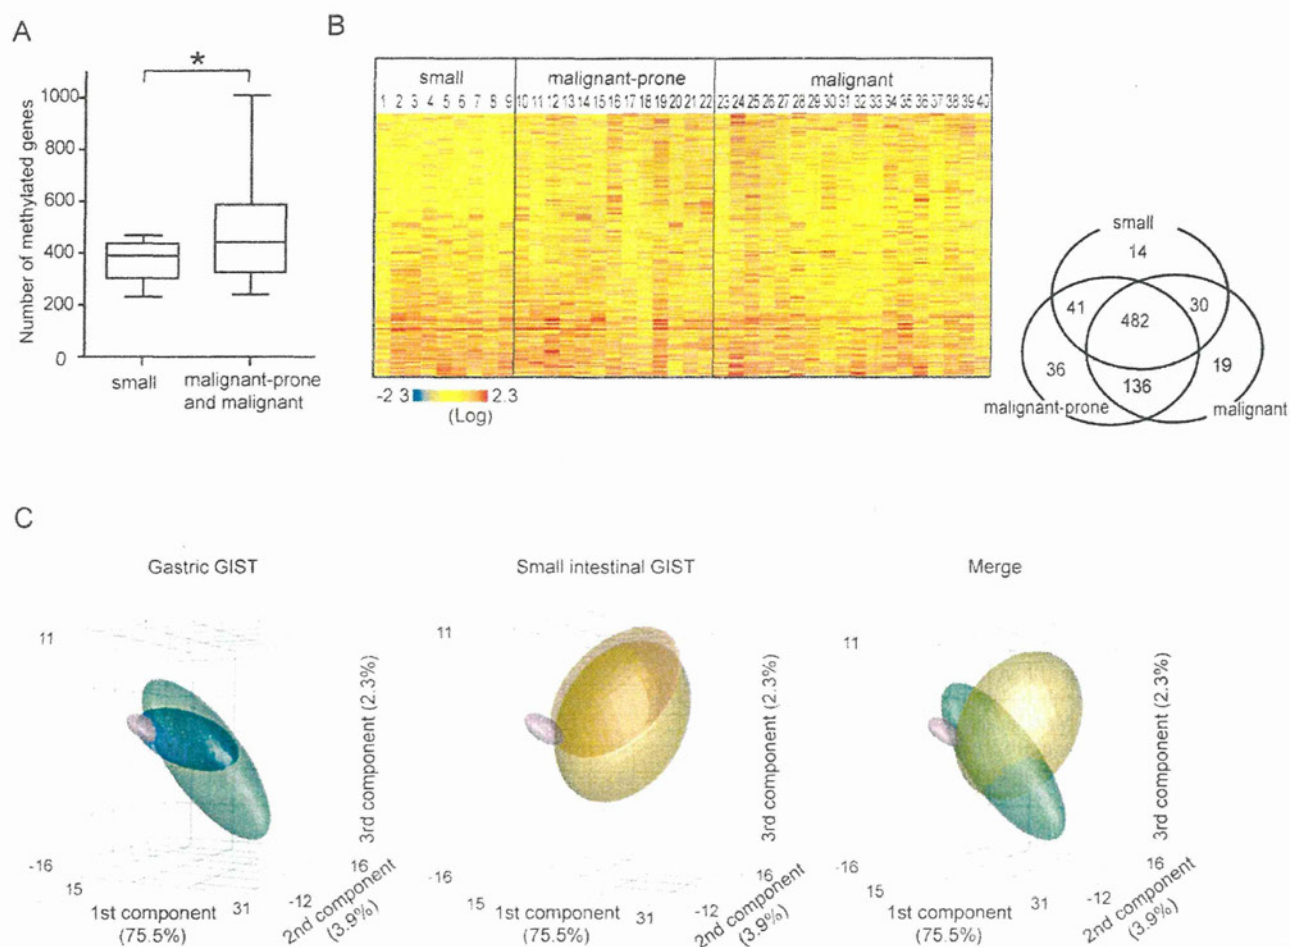 A
*
Number of methylated genes
1000
800
600
400
200
0
small
malignant-prone
and malignant
B
small malignant-prone malignant
1 2 3 4 5 6 7 8 9 10 11 12 13 14 15 16 17 18 19 20 21 22 23 24 25 26 27 28 29 30 31 32 33 34 35 36 37 38 39 40
-2 3 2.3
(Log)
small
14
41
30
482
36
19
136
malignant-prone
malignant
C
Gastric GIST
11
-16
15
1st component
(75.5%)
31
-12
16
2nd component
(3.9%)
3rd component (2.3%)
Small intestinal GIST
11
-16
15
1st component
(75.5%)
31
-12
16
2nd component
(3.9%)
3rd component (2.3%)
Merge
11
-16
15
1st component
(75.5%)
31
-12
16
2nd component
(3.9%)
3rd component (2.3%)